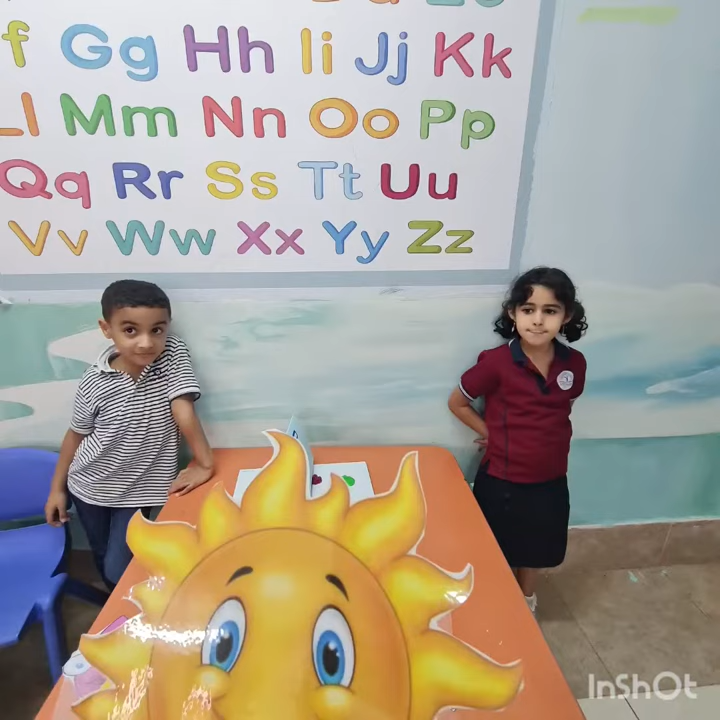 f Gg Hh Ii Jj Kk
Ll Mm Nn Oo Pp
Qq Rr Ss Tt Uu
Vv Ww Xx Yy Zz
InShOt